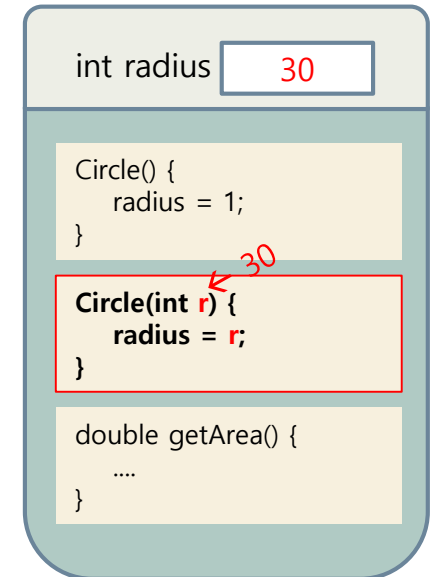 int radius 30
Circle() {
radius = 1;
}
30
Circle(int r) {
radius = r;
}
double getArea() {
....
}